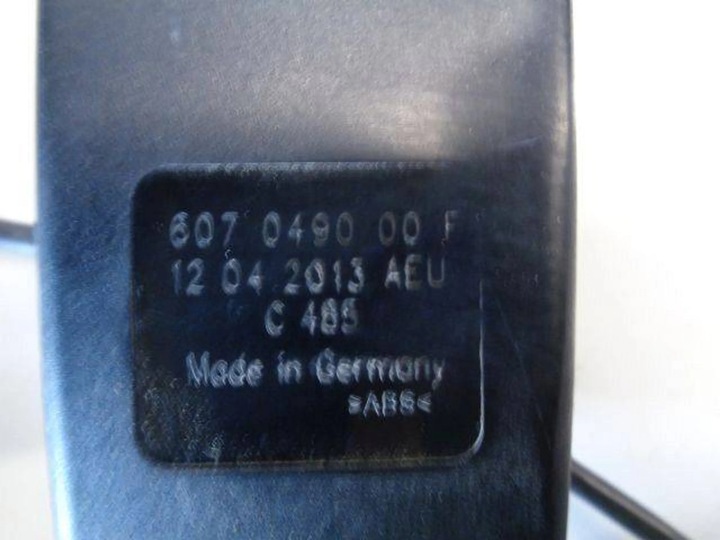 607 0490 00 F
12 04 2013 AEU
C 485
Made in Germany
>ABS<